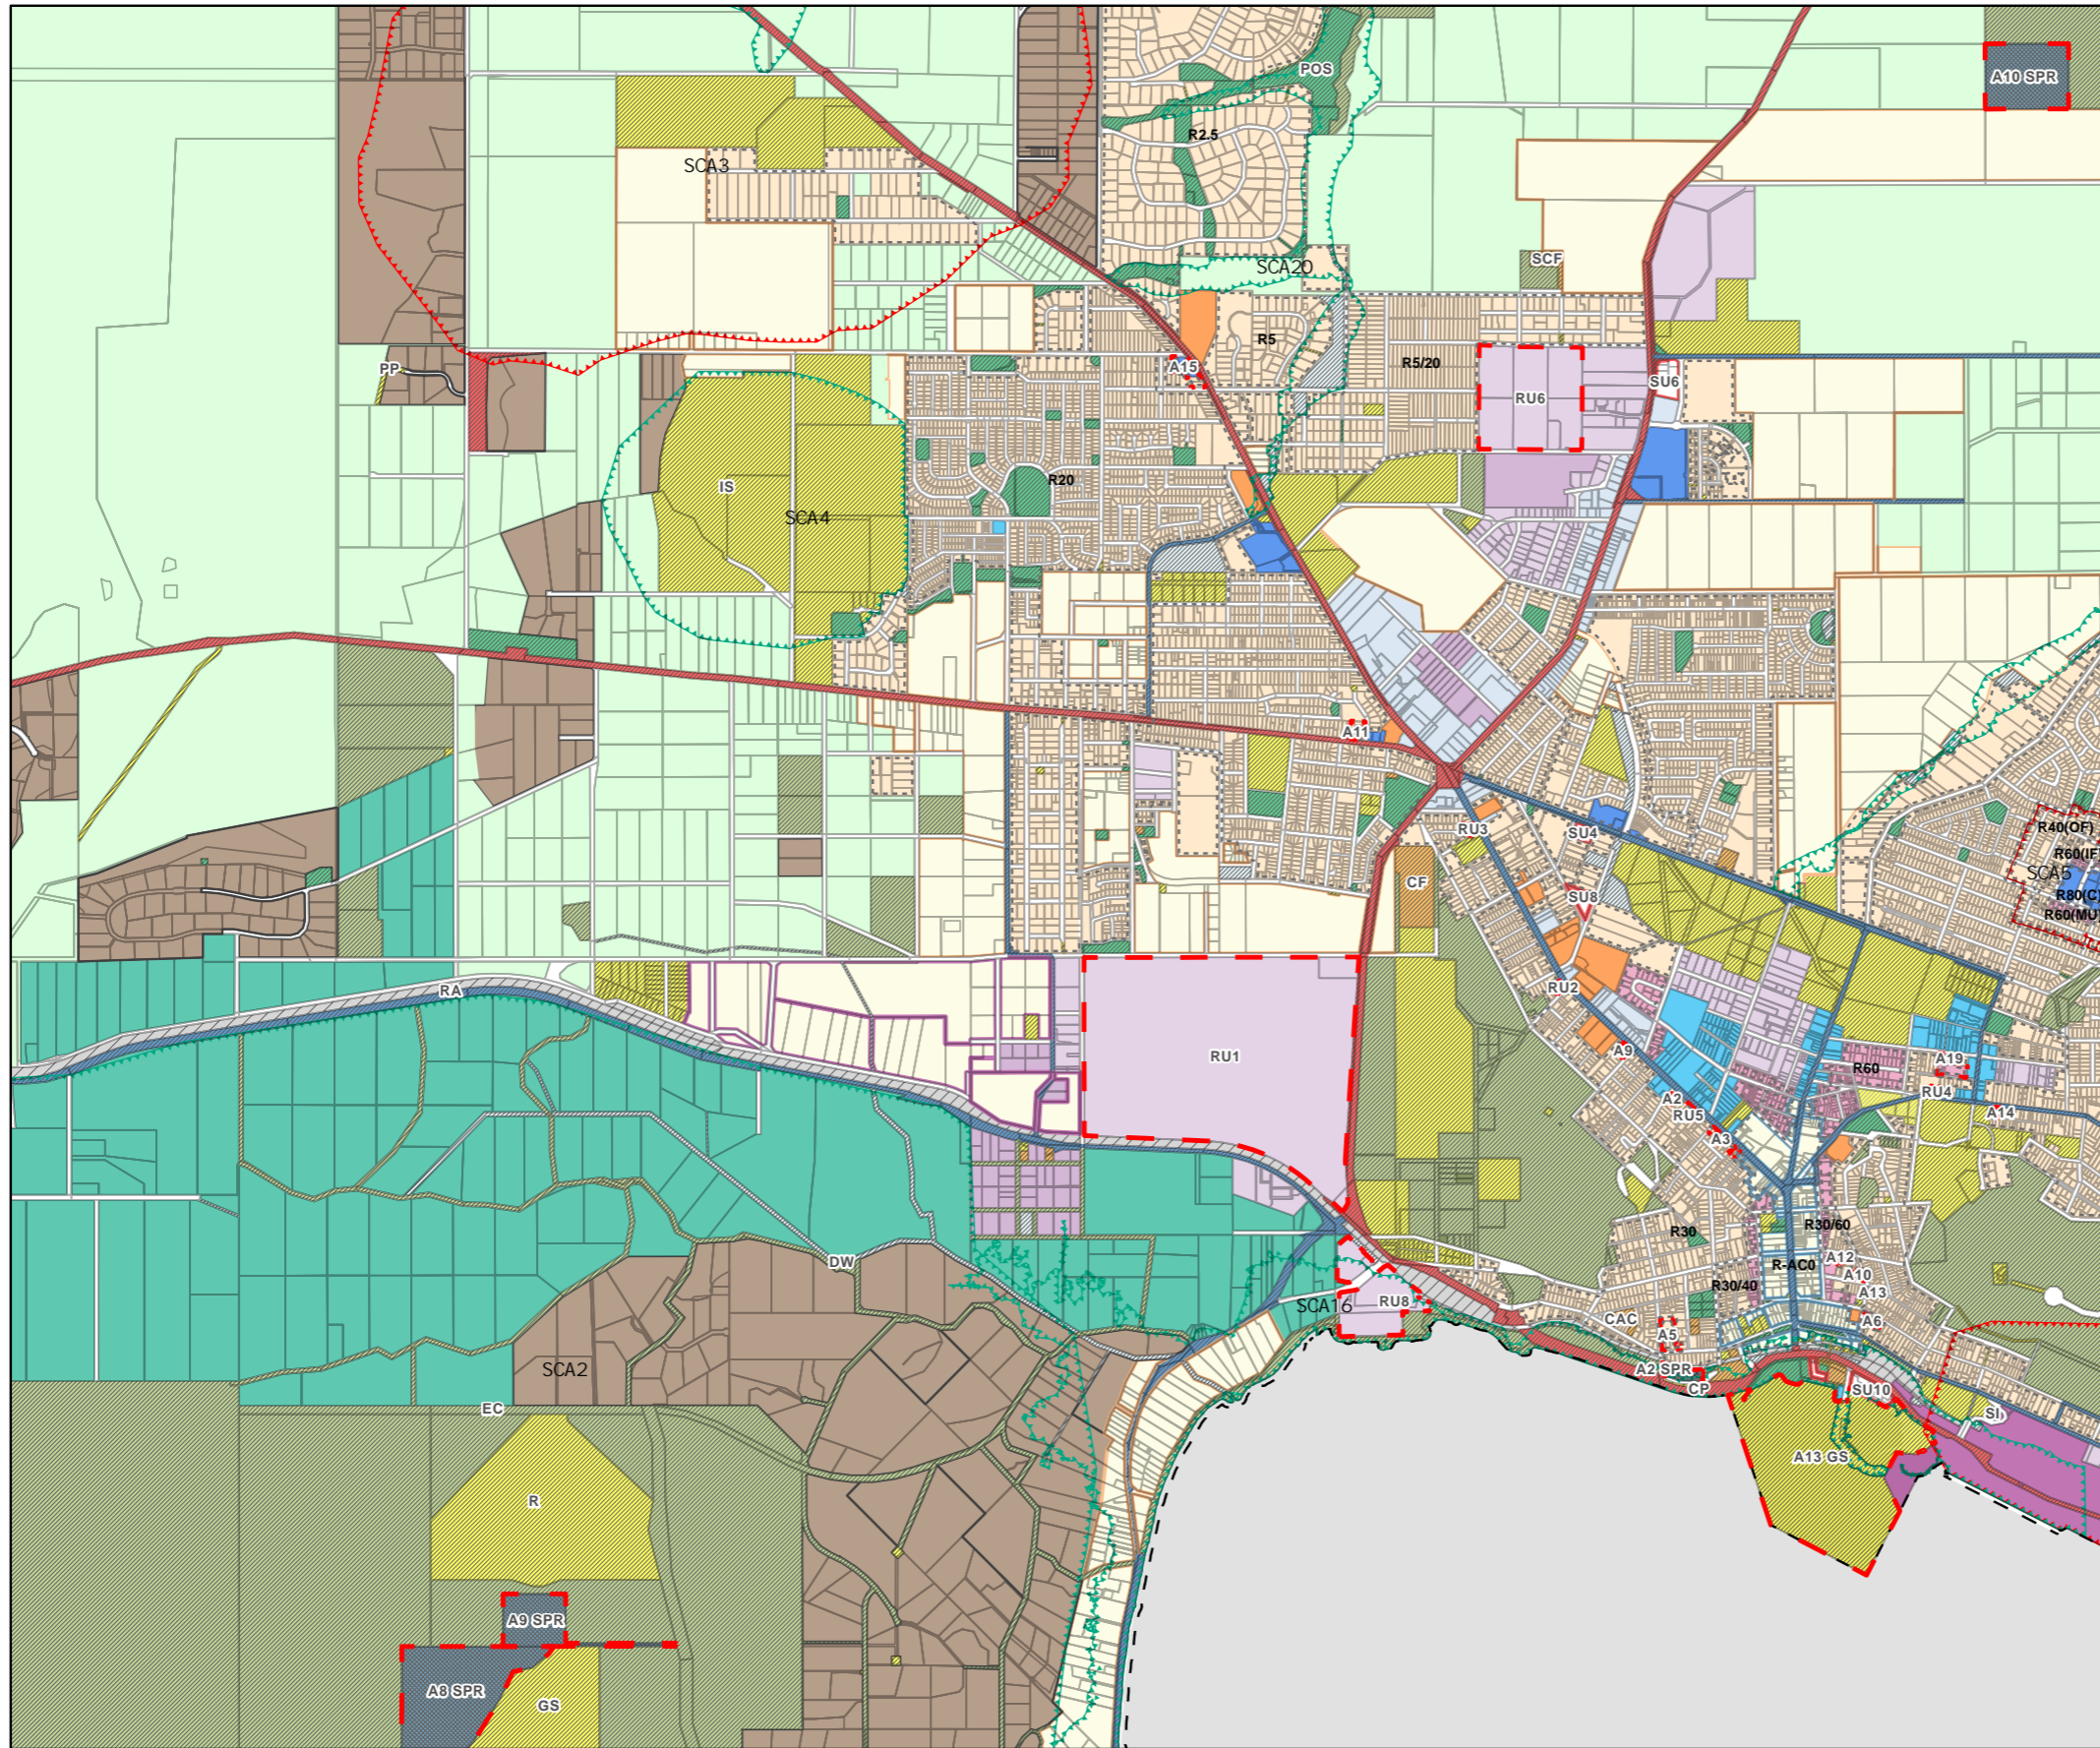 POS
A10 SPR
R2.5
SCA3
SCF
SCA20
R5
R5/20
A15
PP
SU6
RU6
R20
IS
SCA4
A11
RU3
SU4
R40(OF)
R60(IF
SCA5
CF
R80(C)
SU8
R60(MU)
RU2
RA
RU1
A9
A19
R60
RU4
A2
RU5
A14
A3
R30
R30/60
DW
A12
R-AC0
A10
R30/40
A13
SCA16
RU8
CAC
A6
A5
SCA2
A2 SPR
CP
SU10
EC
SI
A13 GS
R
A9 SPR
A8 SPR
GS